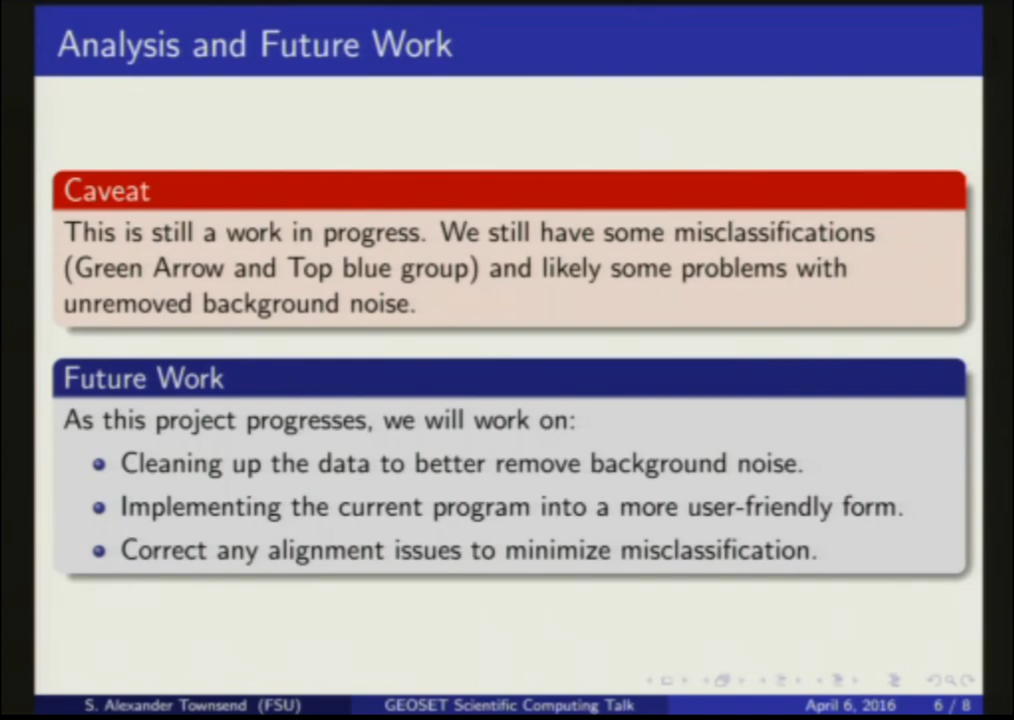 Analysis and Future Work
Caveat
This is still a work in progress. We still have some misclassifications
(Green Arrow and Top blue group) and likely some problems with
unremoved background noise.
Future Work
As this project progresses, we will work on:
Cleaning up the data to better remove background noise.
Implementing the current program into a more user-friendly form.
Correct any alignment issues to minimize misclassification.
S. Alexander Townsend (FSU) GEOSET Scientific Computing Talk April 6, 2016 6 / 8